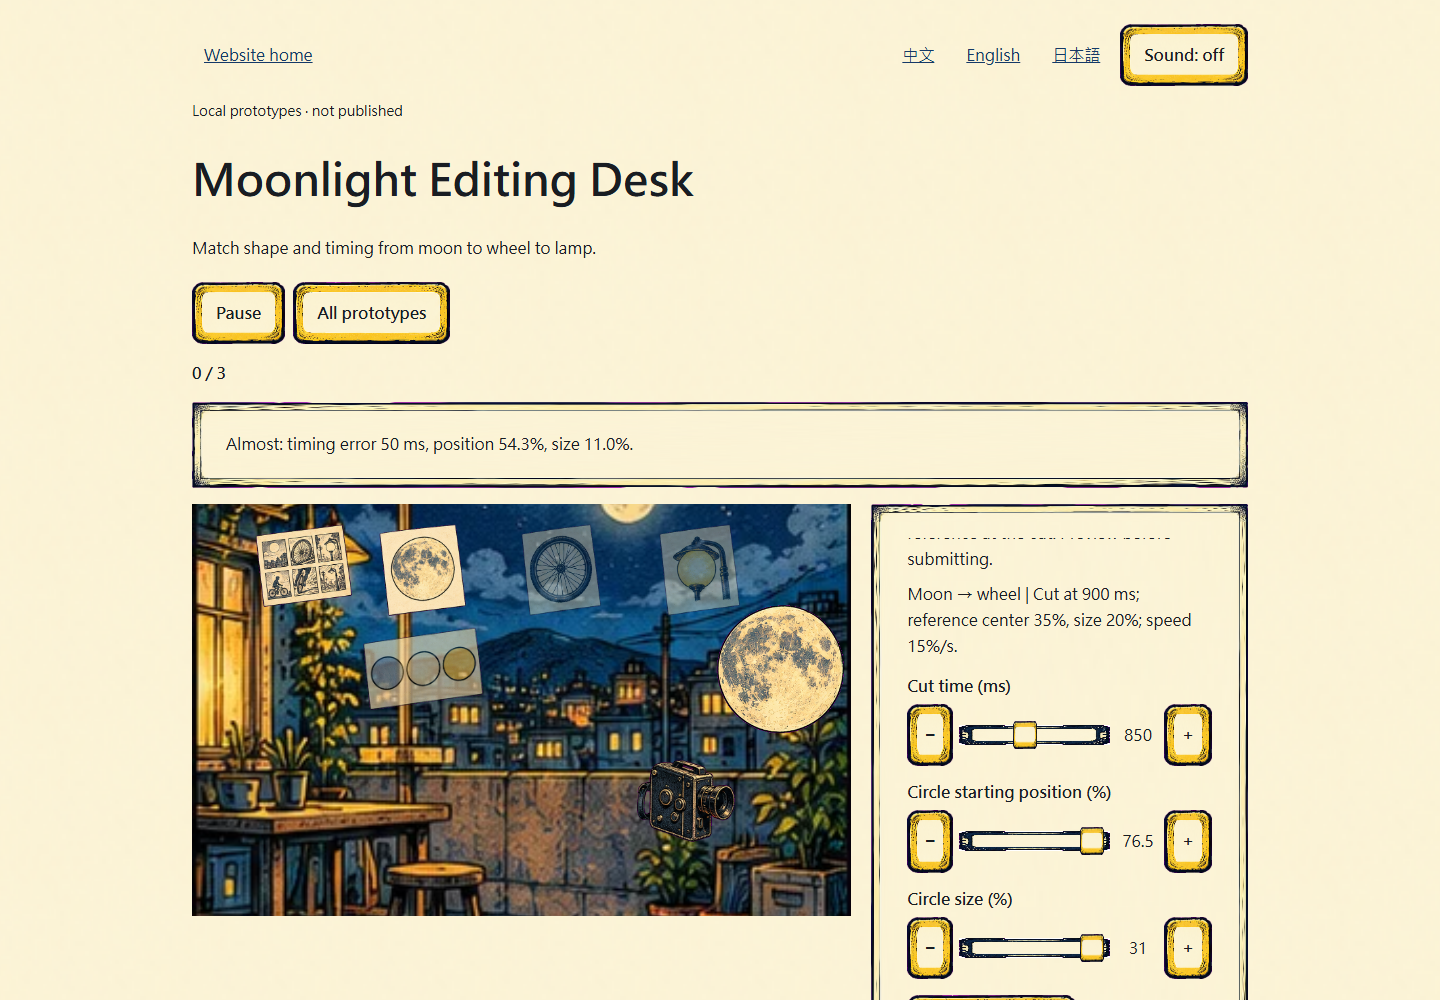 Website home
中文
English
日本語
Sound: off
Local prototypes · not published
Moonlight Editing Desk
Match shape and timing from moon to wheel to lamp.
Pause
All prototypes
0 / 3
Almost: timing error 50 ms, position 54.3%, size 11.0%.
submitting.
Moon → wheel | Cut at 900 ms;
reference center 35%, size 20%; speed
15%/s.
Cut time (ms)
−
850
+
Circle starting position (%)
−
76.5
+
Circle size (%)
−
31
+